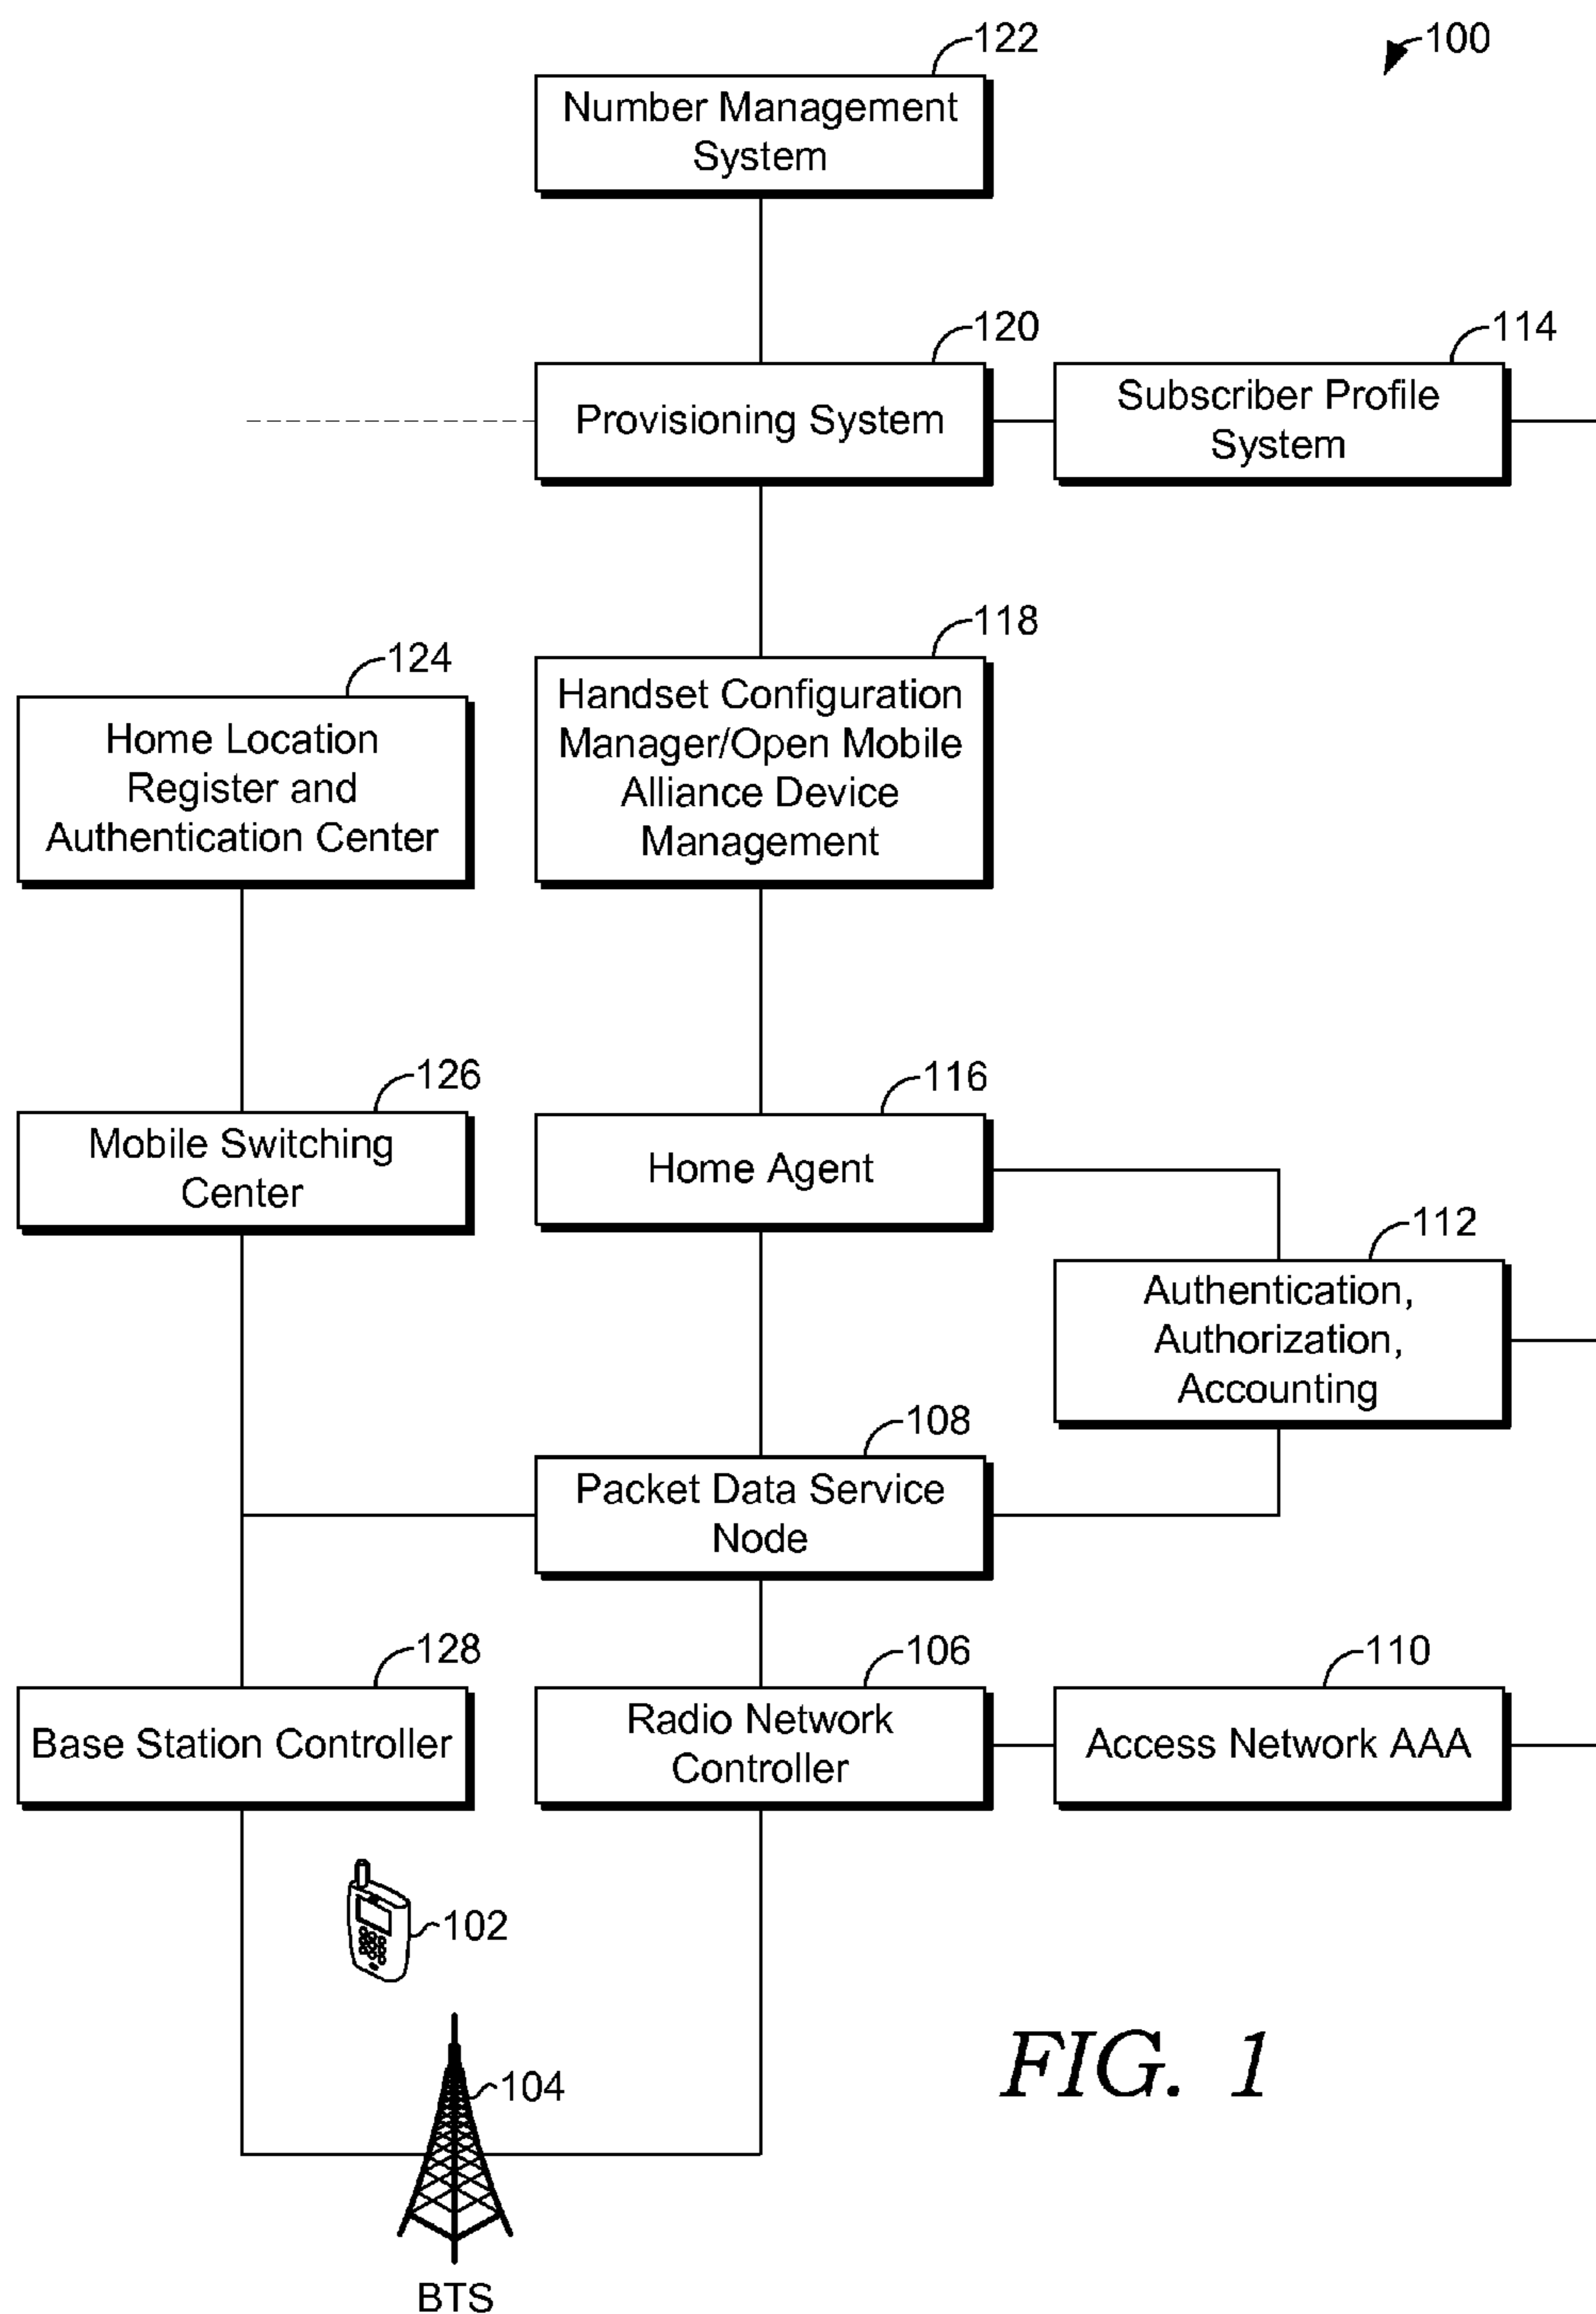 122
100
Number Management
System
120
114
Provisioning System
Subscriber Profile
System
118
124
Handset Configuration
Manager/Open Mobile
Alliance Device
Management
Home Location
Register and
Authentication Center
126
116
Mobile Switching
Center
Home Agent
112
Authentication,
Authorization,
Accounting
108
Packet Data Service
Node
128
106
110
Base Station Controller
Radio Network
Controller
Access Network AAA
102
104
FIG. 1
BTS